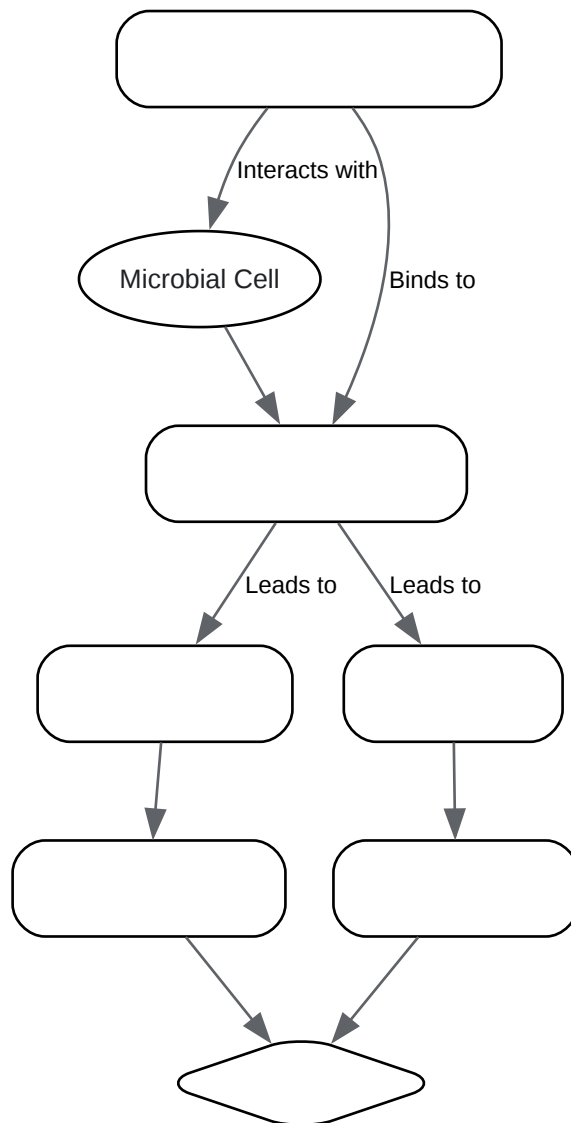 Interacts with
Microbial Cell
Binds to
Leads to
Leads to